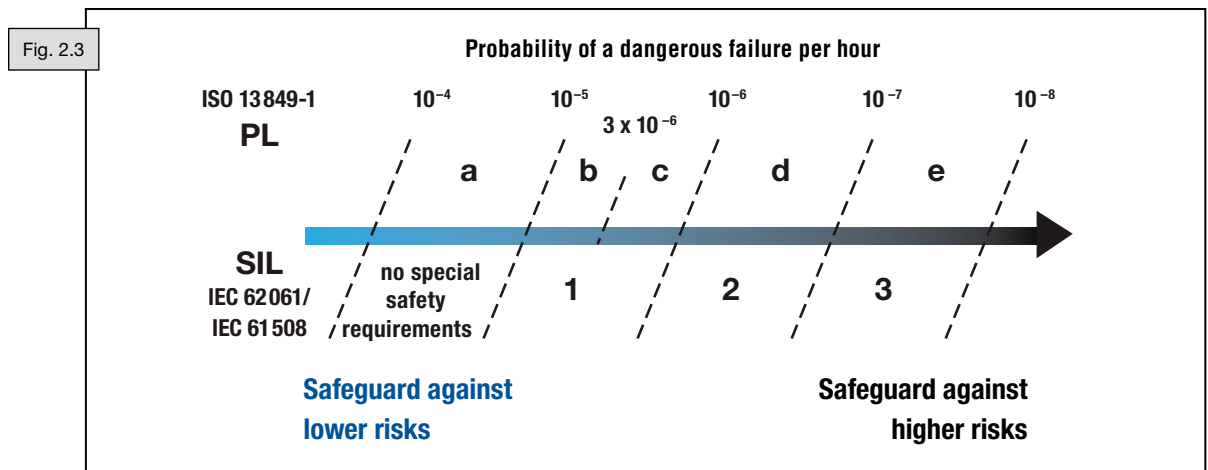 Fig. 2.3
Probability of a dangerous failure per hour
ISO 13849-1
PL
10⁻⁴
10⁻⁵
3 x 10⁻⁶
10⁻⁶
10⁻⁷
10⁻⁸
a
b
c
d
e
SIL
IEC 62061/
IEC 61508
no special
safety
requirements
1
2
3
Safeguard against
lower risks
Safeguard against
higher risks